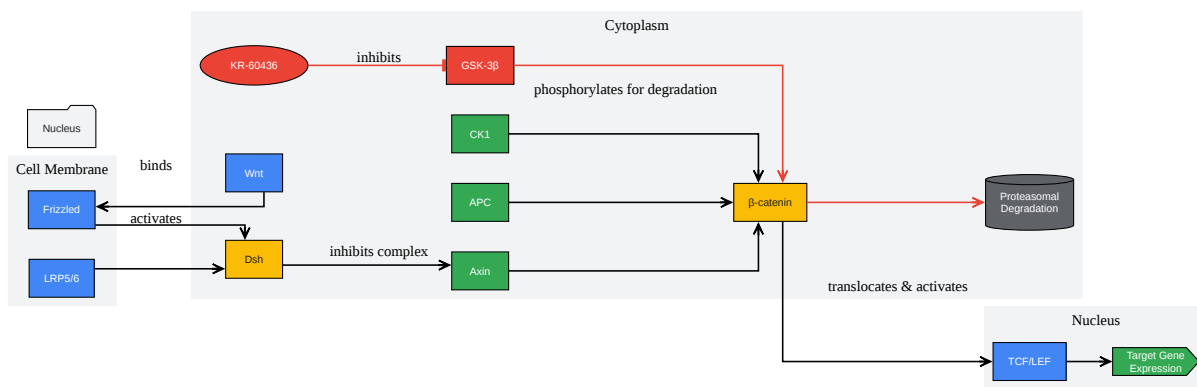 Cytoplasm
KR-60436
inhibits
GSK-3β
phosphorylates for degradation
Nucleus
CK1
Cell Membrane
binds
Wnt
Frizzled
activates
APC
β-catenin
Proteasomal
Degradation
Dsh
inhibits complex
LRP5/6
Axin
translocates & activates
Nucleus
TCF/LEF
Target Gene
Expression